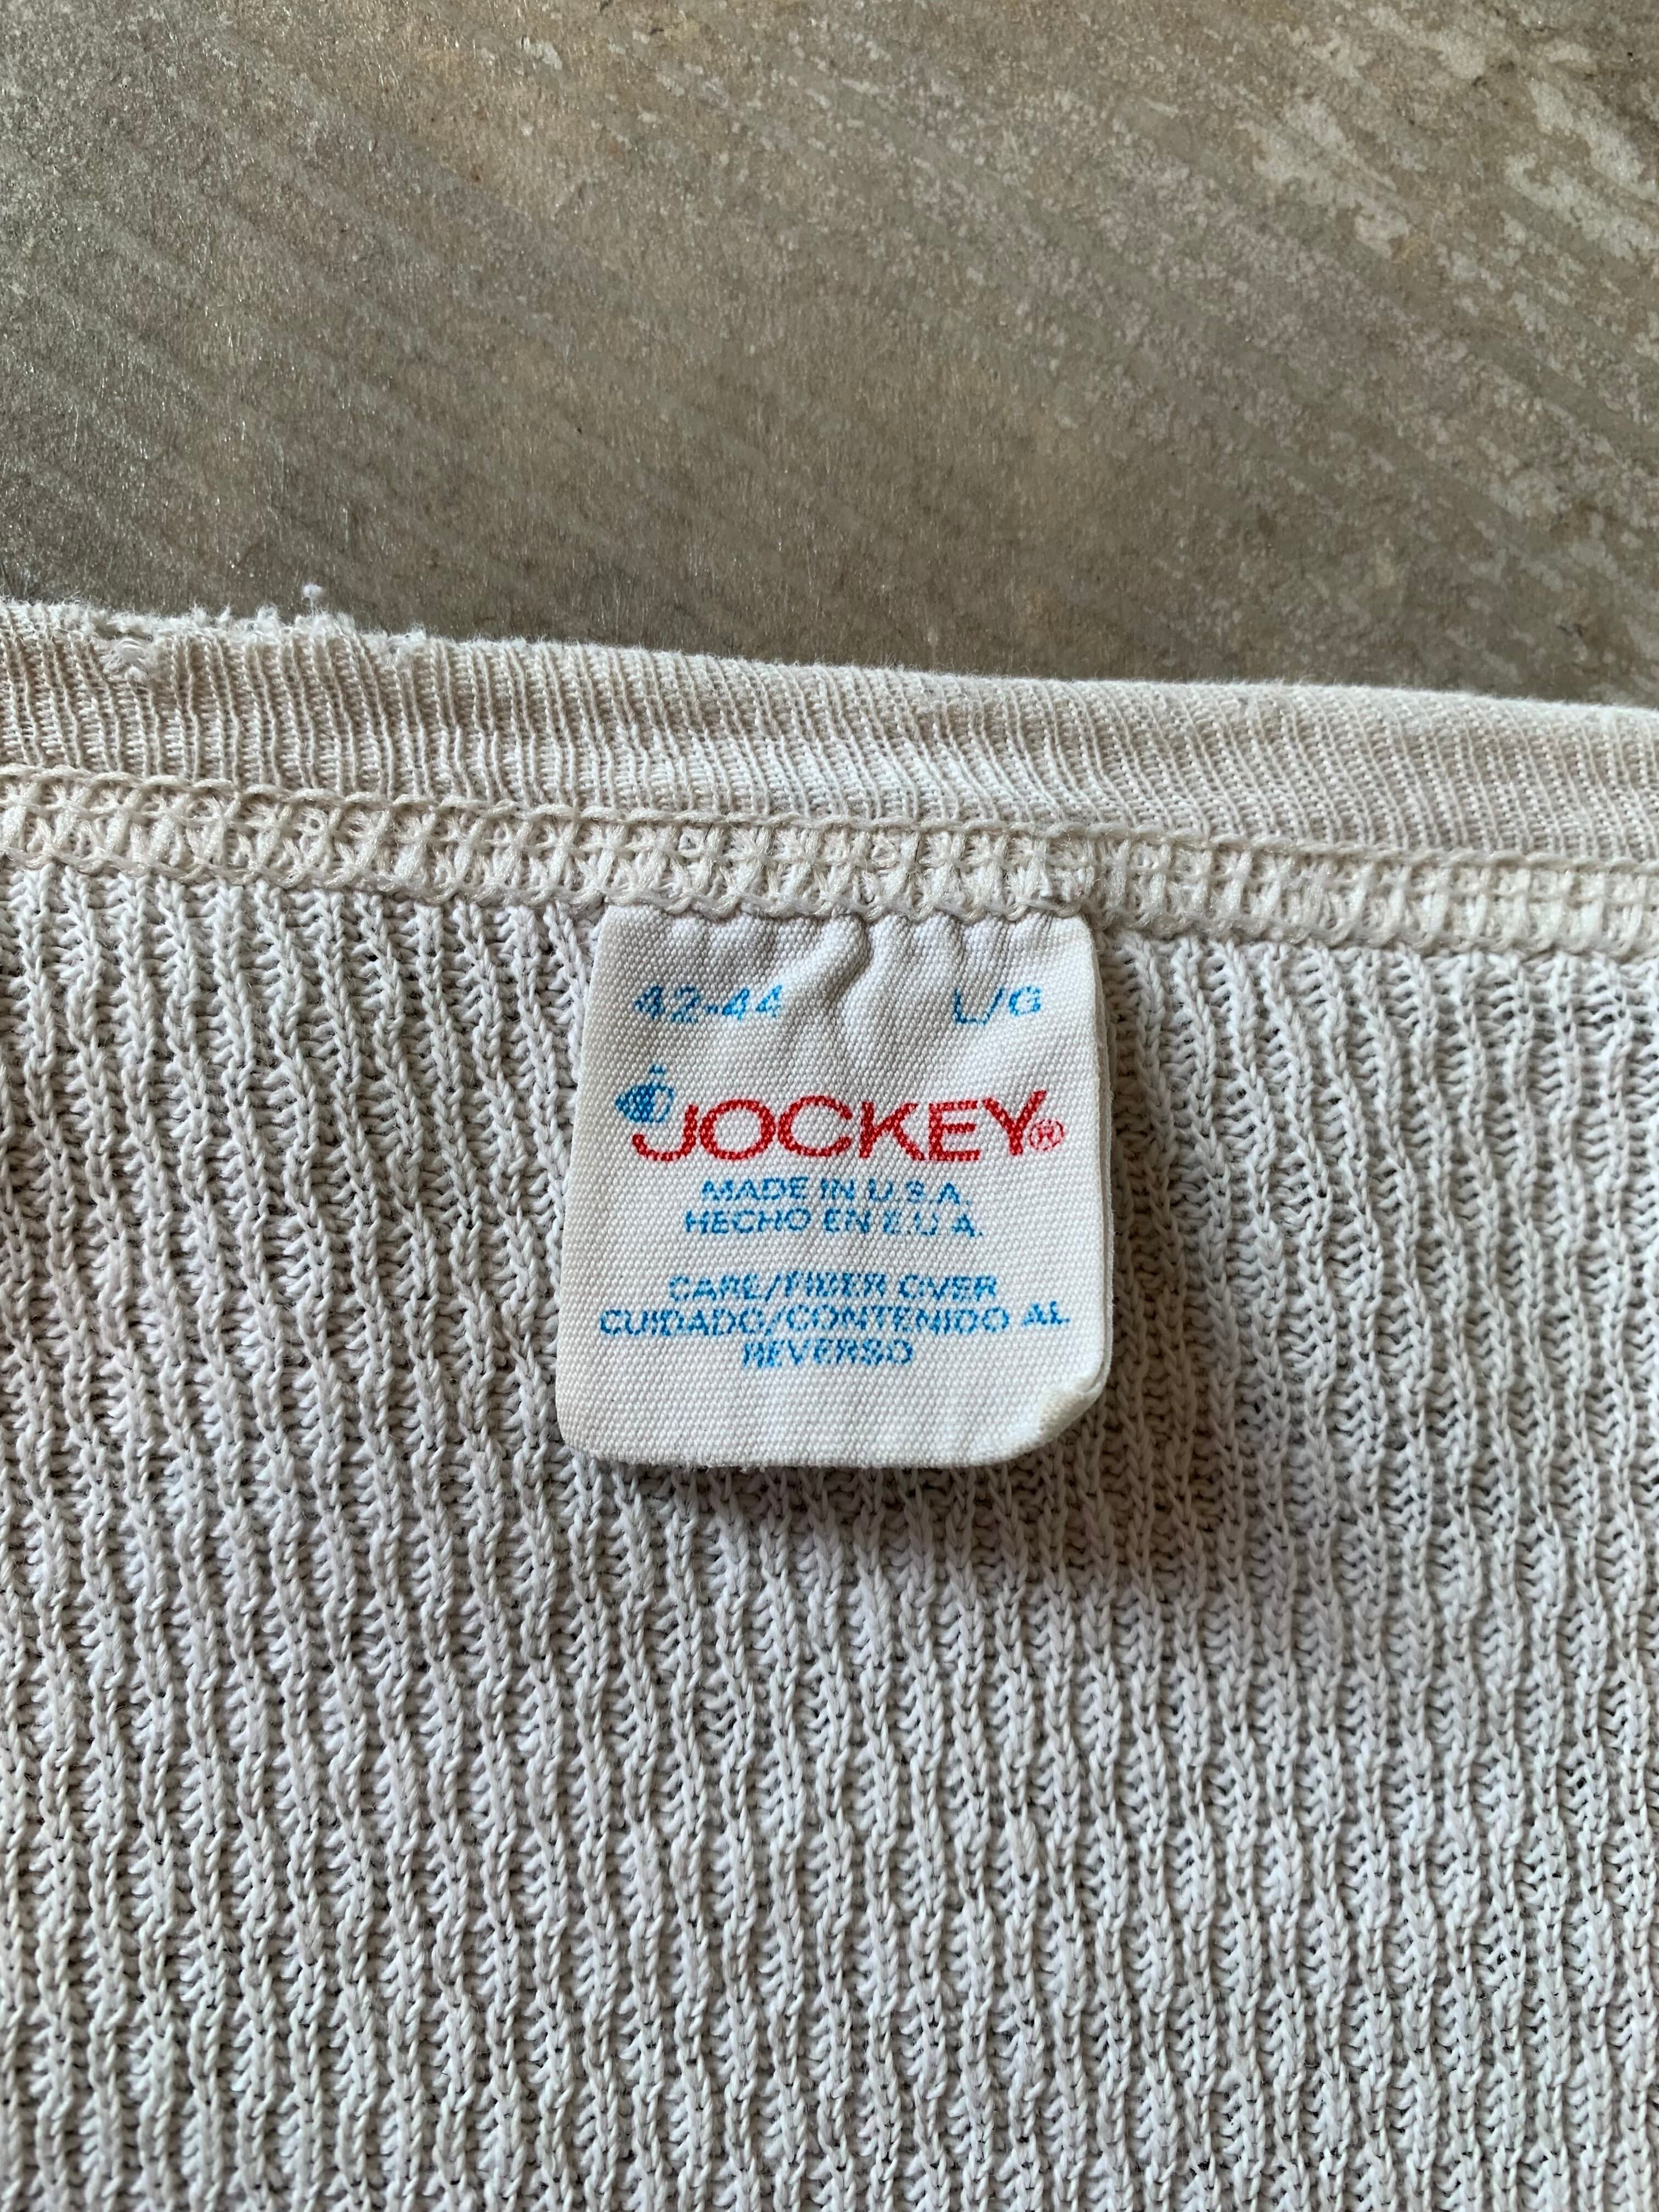 42-44 L/G
JOCKEY®
MADE IN U.S.A.
HECHO EN E.U.A.
CARE/FIBER OVER
CUIDADO/CONTENIDO AL
REVERSO